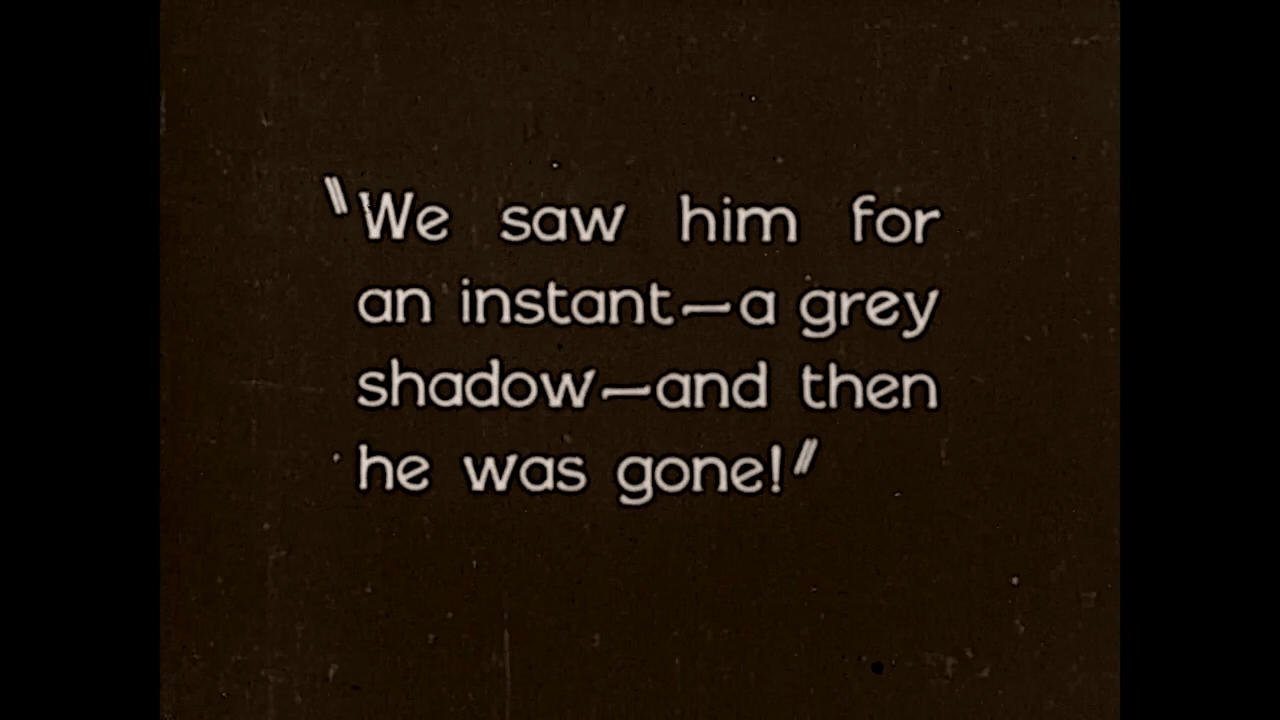 "We saw him for
an instant—a grey
shadow—and then
he was gone!"